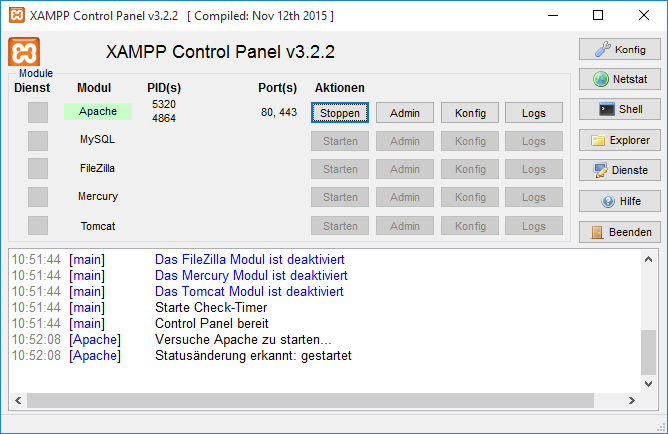 XAMPP Control Panel v3.2.2 [ Compiled: Nov 12th 2015 ]
XAMPP Control Panel v3.2.2
Konfig
Module
Dienst Modul PID(s) Port(s) Aktionen
Netstat
Apache 5320 4864 80, 443 Stoppen Admin Konfig Logs
Shell
MySQL Starten Admin Konfig Logs
Explorer
FileZilla Starten Admin Konfig Logs
Dienste
Mercury Starten Admin Konfig Logs
Hilfe
Tomcat Starten Admin Konfig Logs
Beenden
10:51:44 [main] Das FileZilla Modul ist deaktiviert
10:51:44 [main] Das Mercury Modul ist deaktiviert
10:51:44 [main] Das Tomcat Modul ist deaktiviert
10:51:44 [main] Starte Check-Timer
10:51:44 [main] Control Panel bereit
10:52:08 [Apache] Versuche Apache zu starten...
10:52:08 [Apache] Statusänderung erkannt: gestartet